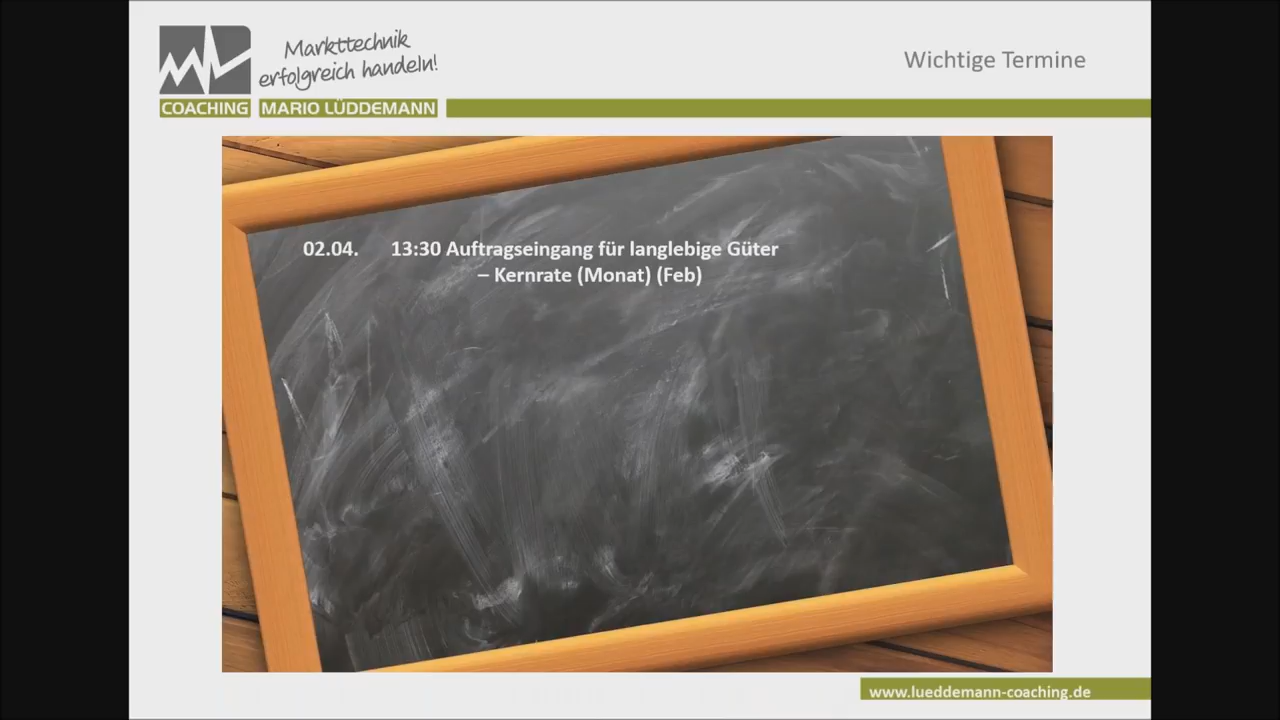 Markttechnik
erfolgreich handeln!
Wichtige Termine
COACHING MARIO LÜDDEMANN
02.04. 13:30 Auftragseingang für langlebige Güter
– Kernrate (Monat) (Feb)
www.lueddemann-coaching.de